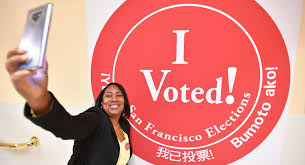 I
Voted!
San Francisco Elections
¡Y
我已投票!
Bumoto ako!